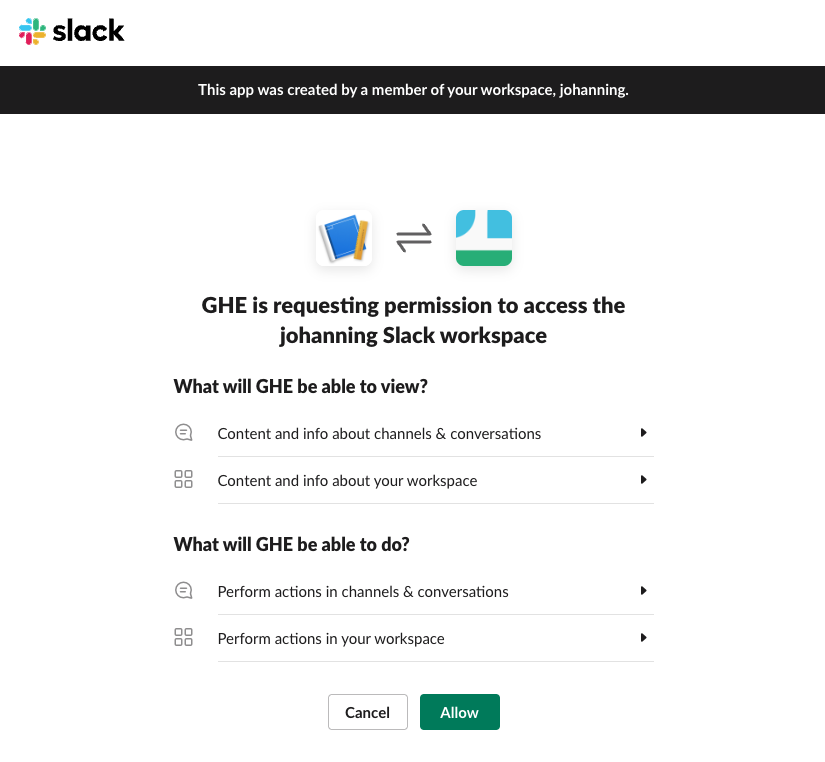 slack
This app was created by a member of your workspace, johanning.
GHE is requesting permission to access the
johanning Slack workspace
What will GHE be able to view?
Content and info about channels & conversations
Content and info about your workspace
What will GHE be able to do?
Perform actions in channels & conversations
Perform actions in your workspace
Cancel
Allow